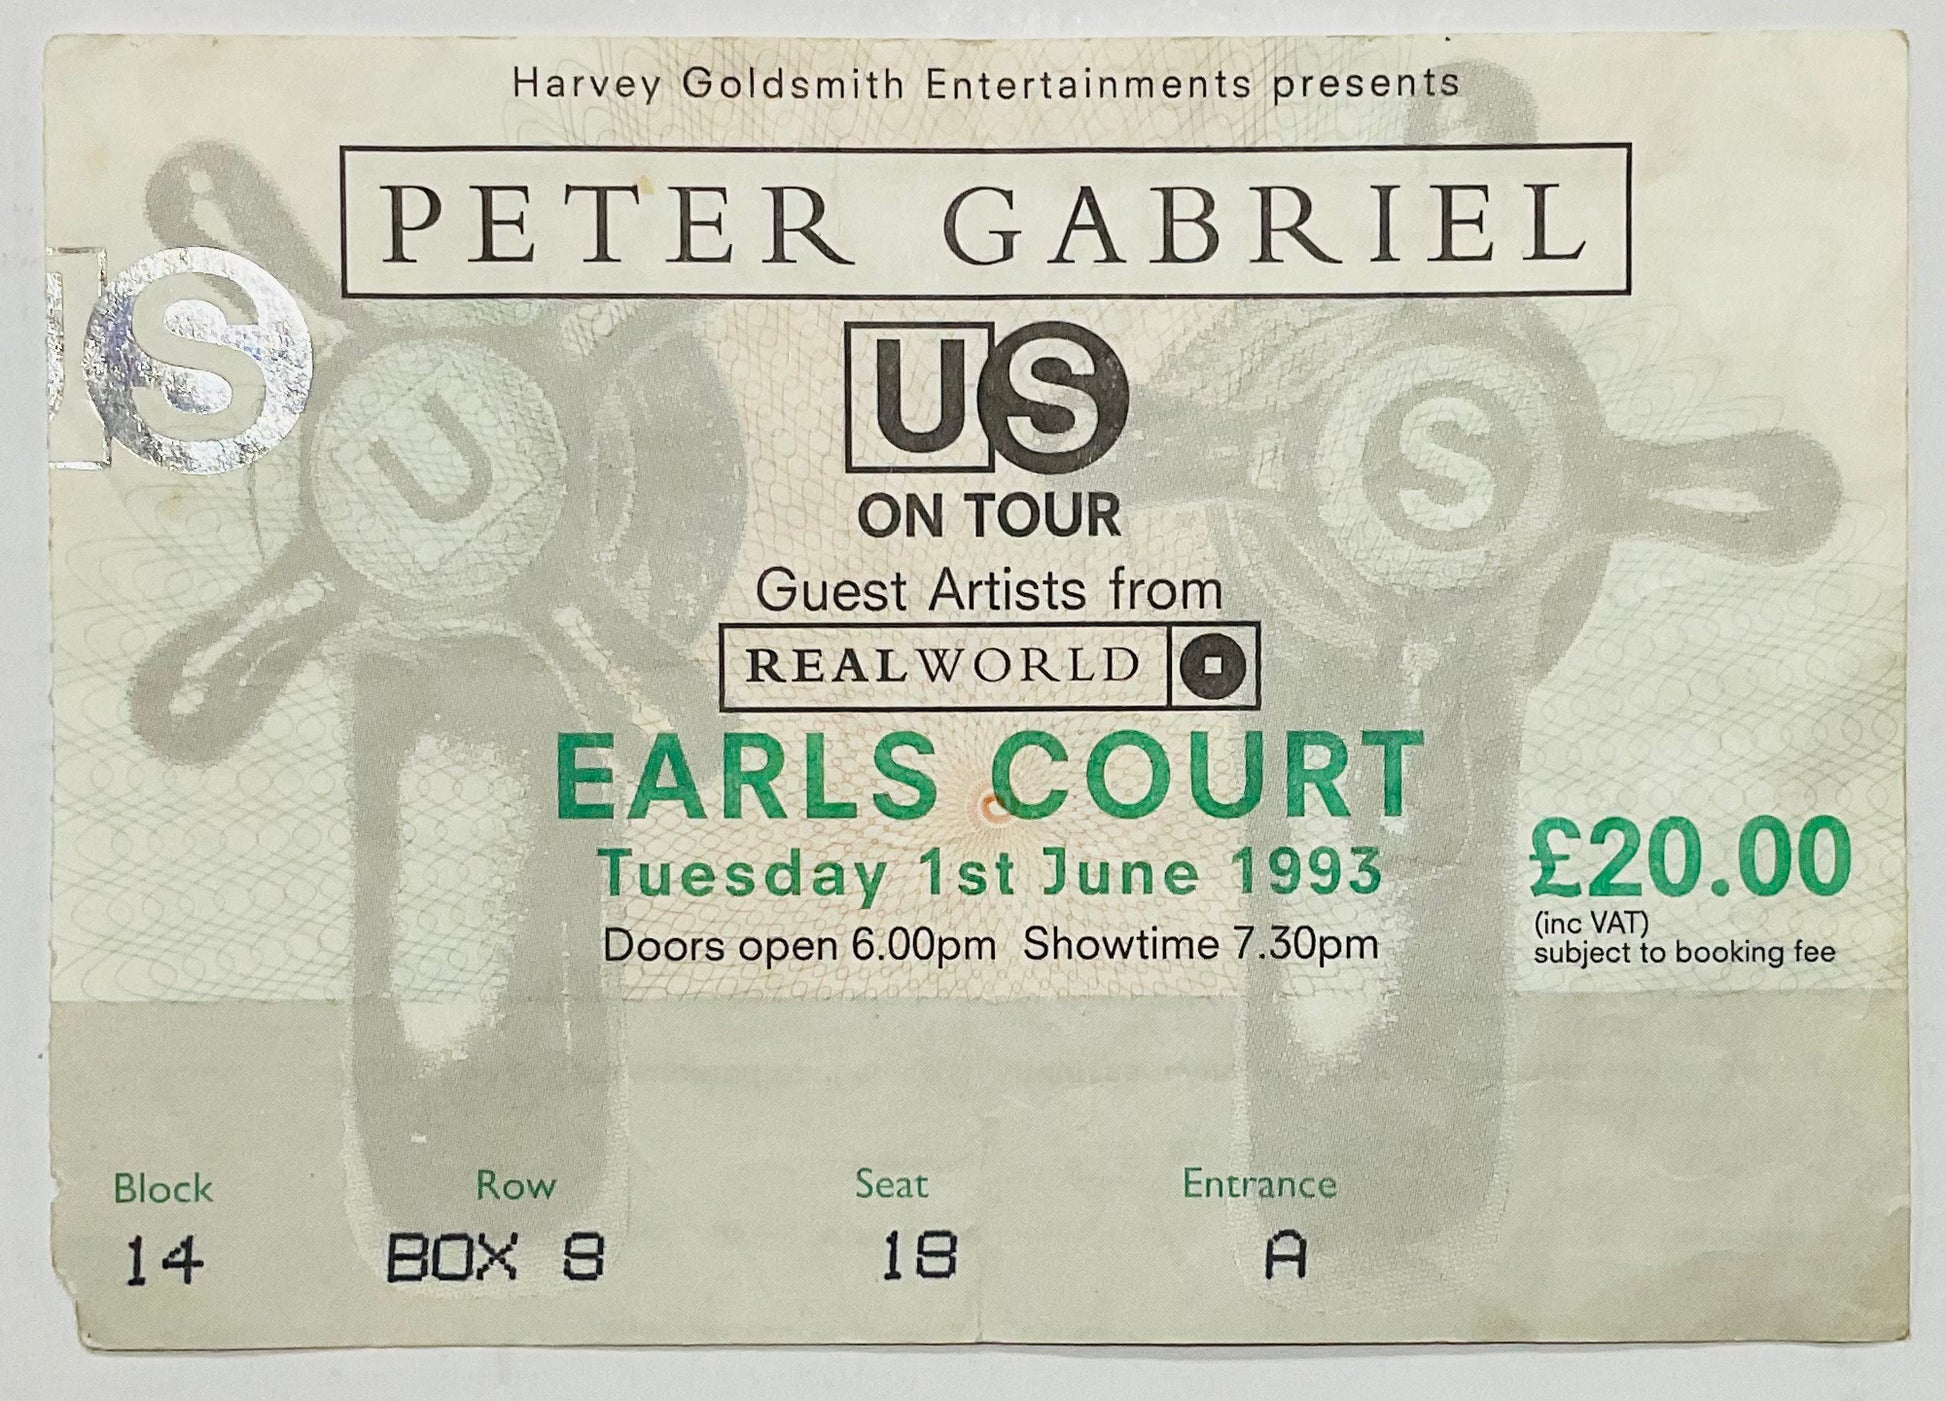 Harvey Goldsmith Entertainments presents
PETER GABRIEL
US
US
ON TOUR
U
S
Guest Artists from
REALWORLD
EARLS COURT
Tuesday 1st June 1993
Doors open 6.00pm Showtime 7.30pm
£20.00
(inc VAT)
subject to booking fee
Block Row Seat Entrance
14 BOX 8 18 A